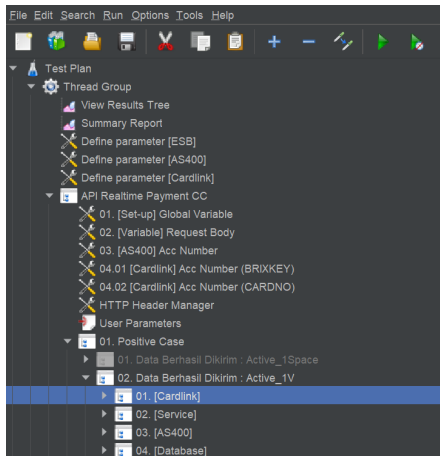 File Edit Search Run Options Tools Help
Test Plan
Thread Group
View Results Tree
Summary Report
Define parameter [ESB]
Define parameter [AS400]
Define parameter [Cardlink]
API Realtime Payment CC
01. [Set-up] Global Variable
02. [Variable] Request Body
03. [AS400] Acc Number
04.01 [Cardlink] Acc Number (BRIXKEY)
04.02 [Cardlink] Acc Number (CARDNO)
HTTP Header Manager
User Parameters
01. Positive Case
01. Data Berhasil Dikirim : Active_1Space
02. Data Berhasil Dikirim : Active_1V
01. [Cardlink]
02. [Service]
03. [AS400]
04. [Database]